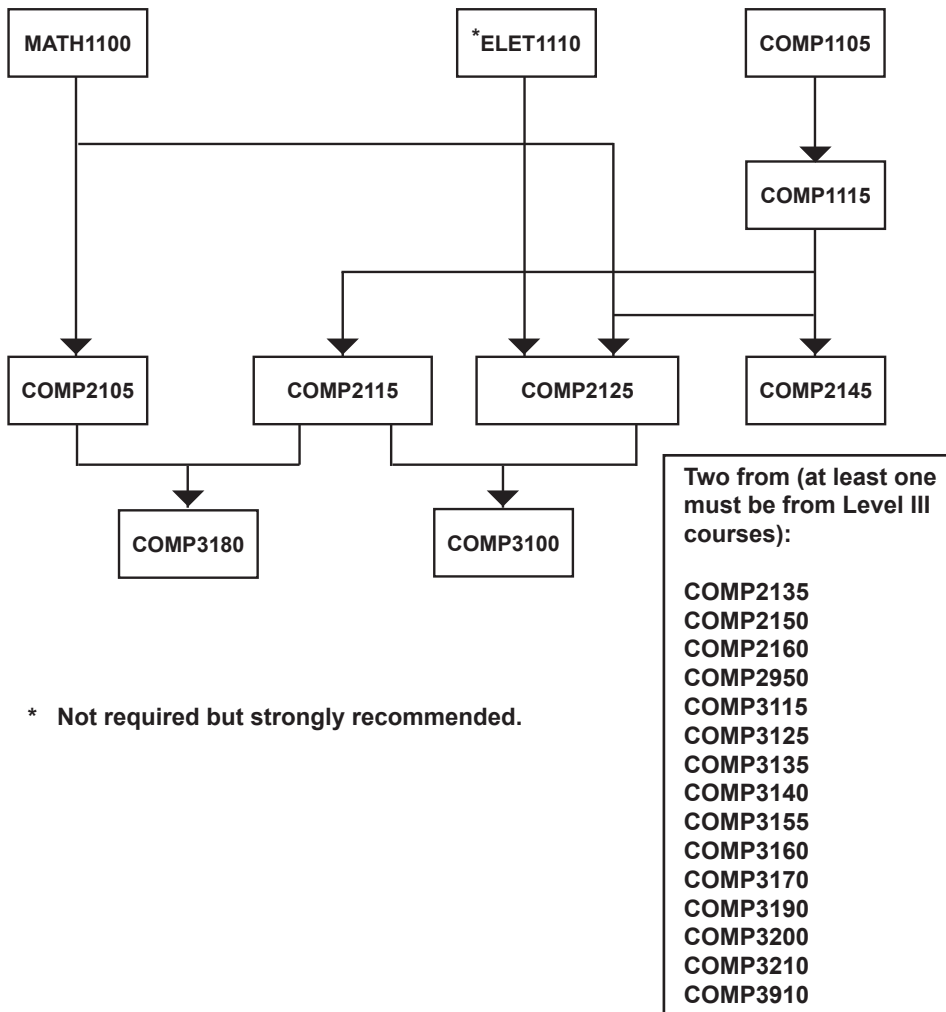 MATH1100
*ELET1110
COMP1105
COMP1115
COMP2105
COMP2115
COMP2125
COMP2145
COMP3180
COMP3100
Two from (at least one
must be from Level III
courses):
COMP2135
COMP2150
COMP2160
COMP2950
COMP3115
COMP3125
COMP3135
COMP3140
COMP3155
COMP3160
COMP3170
COMP3190
COMP3200
COMP3210
COMP3910
* Not required but strongly recommended.